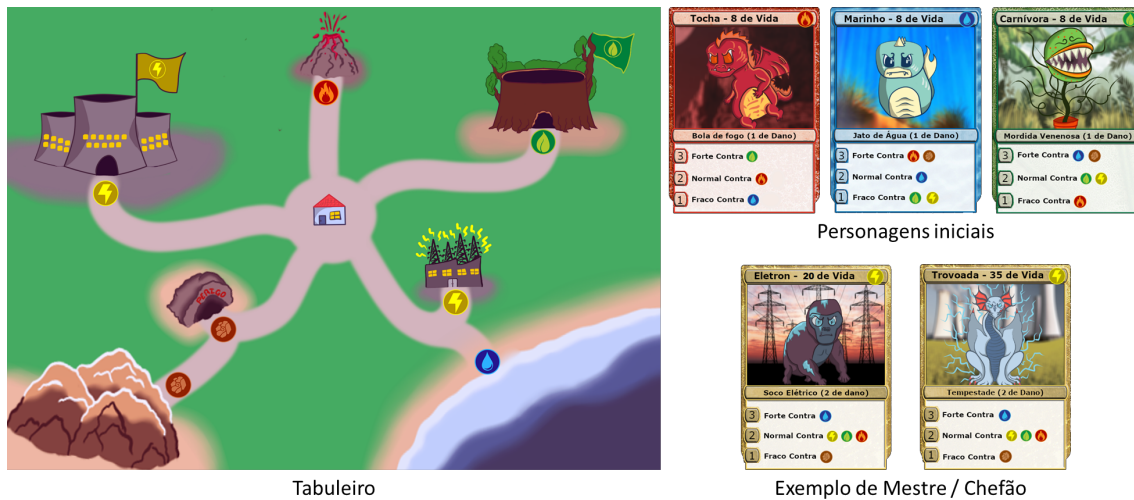 PERIGO
Tabuleiro
Tocha - 8 de Vida
Bola de fogo (1 de Dano)
3 Forte Contra
2 Normal Contra
1 Fraco Contra
Marinho - 8 de Vida
Jato de Água (1 de Dano)
3 Forte Contra
2 Normal Contra
1 Fraco Contra
Carnívora - 8 de Vida
Mordida Venenosa (1 de Dano)
3 Forte Contra
2 Normal Contra
1 Fraco Contra
Personagens iniciais
Eletron - 20 de Vida
Soco Elétrico (2 de dano)
3 Forte Contra
2 Normal Contra
1 Fraco Contra
Trovoada - 35 de Vida
Tempestade (2 de Dano)
3 Forte Contra
2 Normal Contra
1 Fraco Contra
Exemplo de Mestre / Chefão